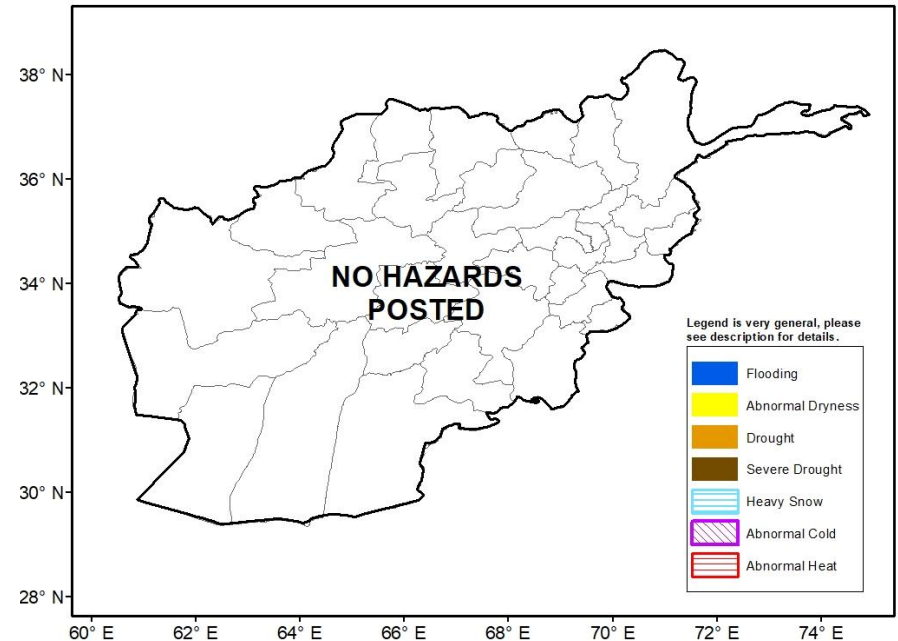 38° N
36° N
34° N
32° N
30° N
28° N
NO HAZARDS
POSTED
Legend is very general, please
see description for details.
Flooding
Abnormal Dryness
Drought
Severe Drought
Heavy Snow
Abnormal Cold
Abnormal Heat
60° E 62° E 64° E 66° E 68° E 70° E 72° E 74° E